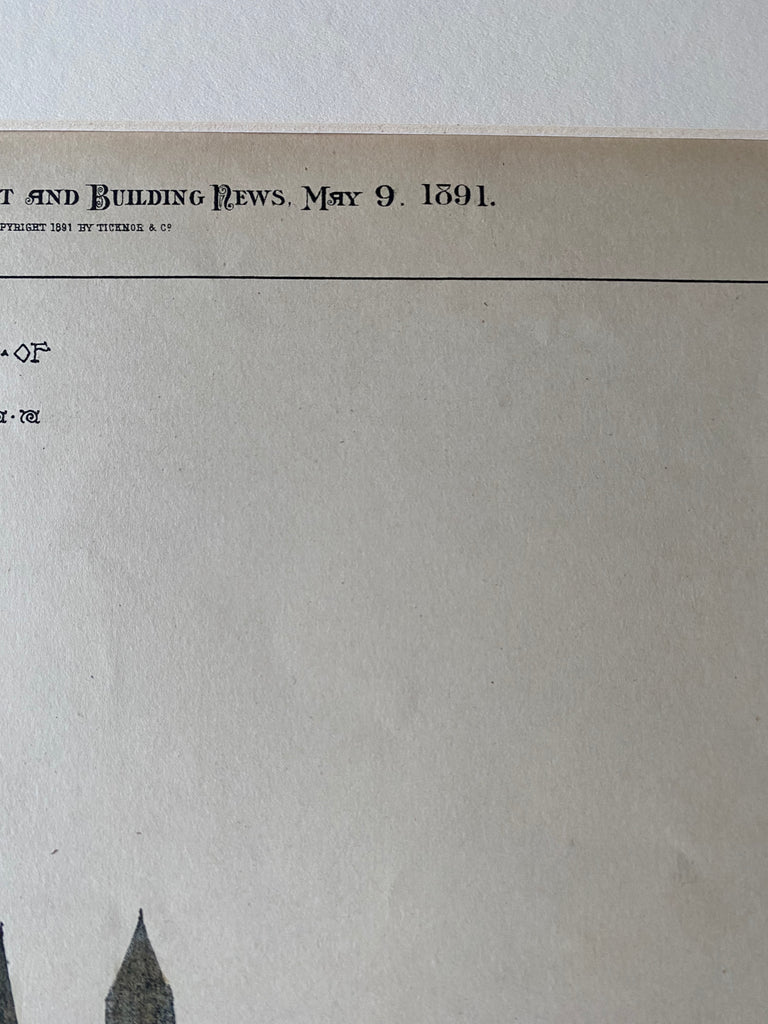 T AND BUILDING NEWS, MAY 9. 1891.
PYRIGHT 1891 BY TICKNOR & Cº
· OF